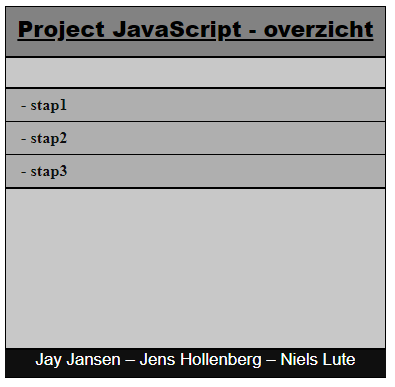 Project JavaScript - overzicht
- stap1
- stap2
- stap3
Jay Jansen – Jens Hollenberg – Niels Lute